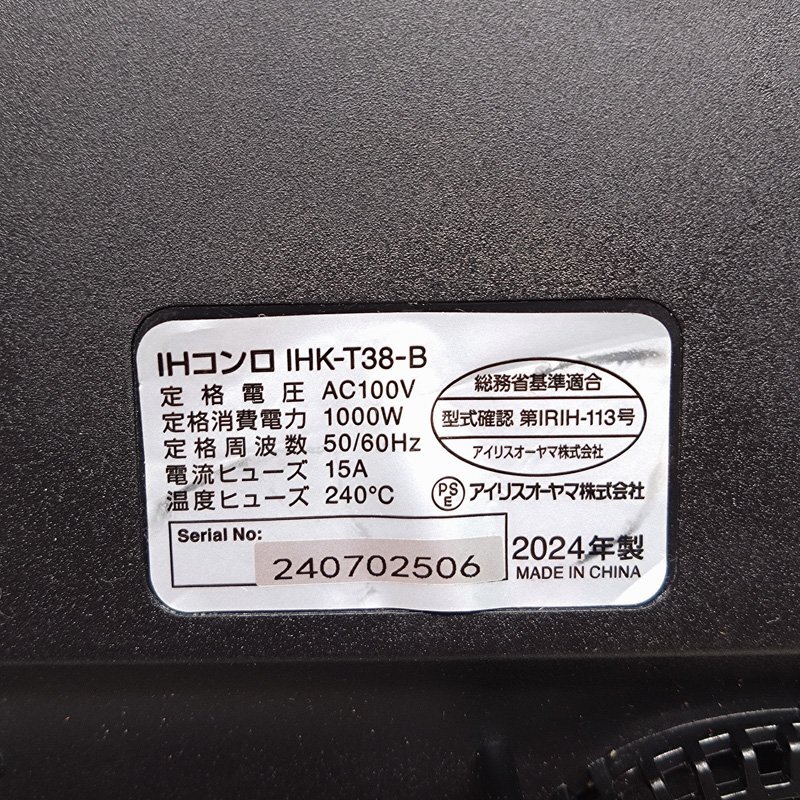 IHコンロ IHK-T38-B
定格電圧 AC100V
定格消費電力 1000W
定格周波数 50/60Hz
電流ヒューズ 15A
温度ヒューズ 240℃
総務省基準適合
型式確認 第IRIH-113号
アイリスオーヤマ株式会社
PSE アイリスオーヤマ株式会社
Serial No:
240702506
2024年製
MADE IN CHINA